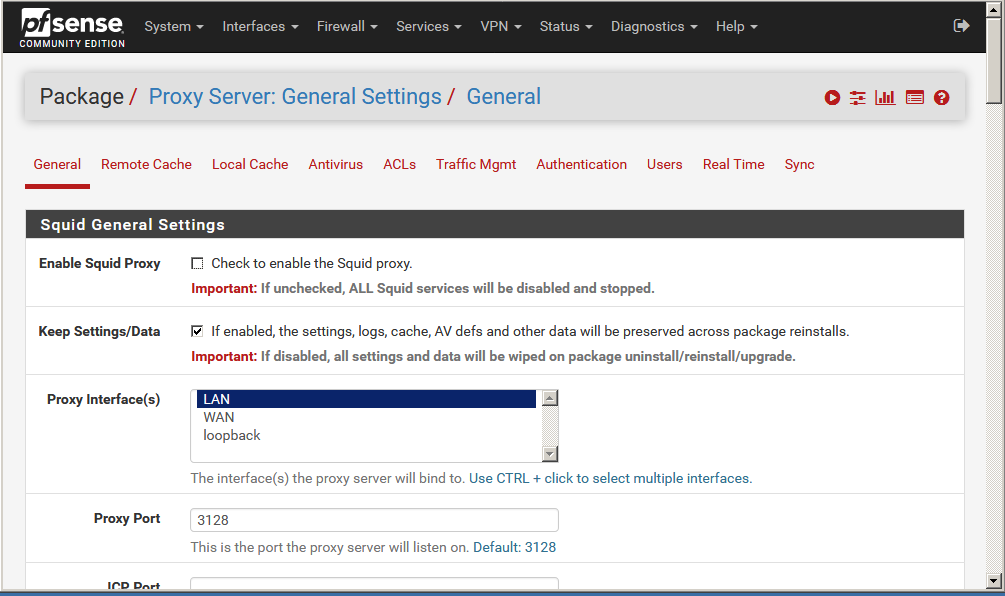 pfsense
COMMUNITY EDITION
System Interfaces Firewall Services VPN Status Diagnostics Help
Package / Proxy Server: General Settings / General
General Remote Cache Local Cache Antivirus ACLs Traffic Mgmt Authentication Users Real Time Sync
Squid General Settings
Enable Squid Proxy Check to enable the Squid proxy.
Important: If unchecked, ALL Squid services will be disabled and stopped.
Keep Settings/Data If enabled, the settings, logs, cache, AV defs and other data will be preserved across package reinstalls.
Important: If disabled, all settings and data will be wiped on package uninstall/reinstall/upgrade.
Proxy Interface(s) LAN
WAN
loopback
The interface(s) the proxy server will bind to. Use CTRL + click to select multiple interfaces.
Proxy Port 3128
This is the port the proxy server will listen on. Default: 3128
ICP Port